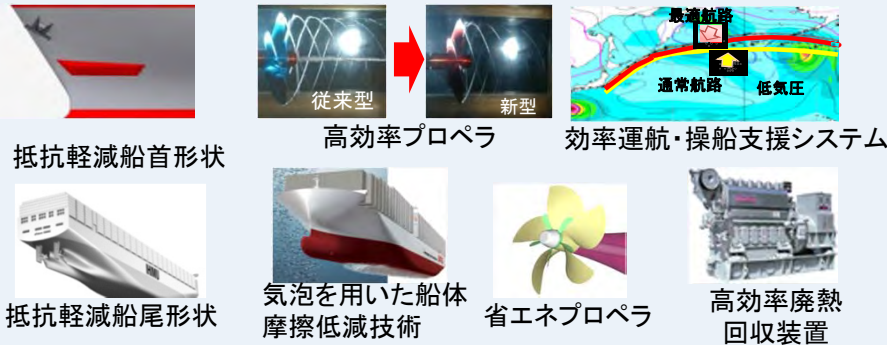 最適航路
従来型
新型
通常航路
低気圧
抵抗軽減船首形状
高効率プロペラ
効率運航・操船支援システム
抵抗軽減船尾形状
気泡を用いた船体
摩擦低減技術
省エネプロペラ
高効率廃熱
回収装置